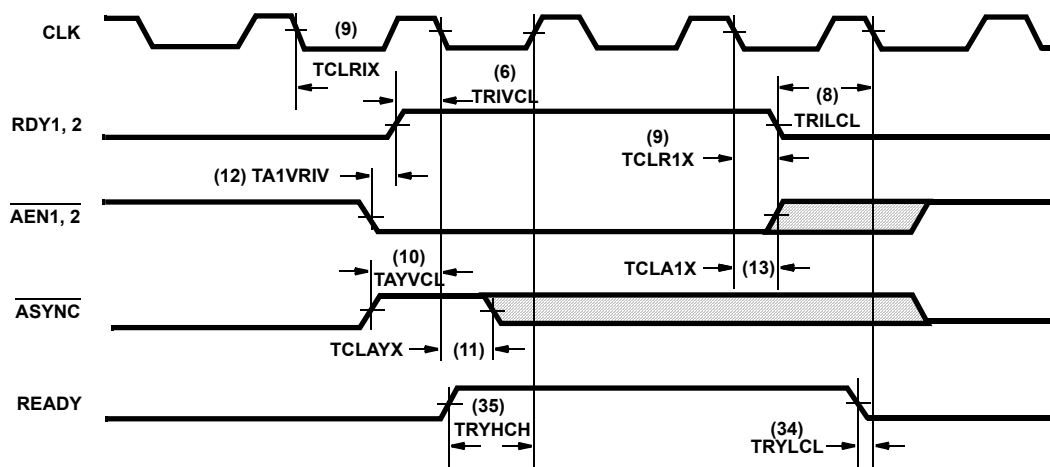 CLK
(9)
TCLRIX
(6)
TRIVCL
(8)
TRILCL
RDY1, 2
(9)
TCLR1X
(12) TA1VRIV
AEN1, 2
(10)
TAYVCL
TCLA1X
(13)
ASYNC
TCLAYX
(11)
READY
(35)
TRYHCH
(34)
TRYLCL